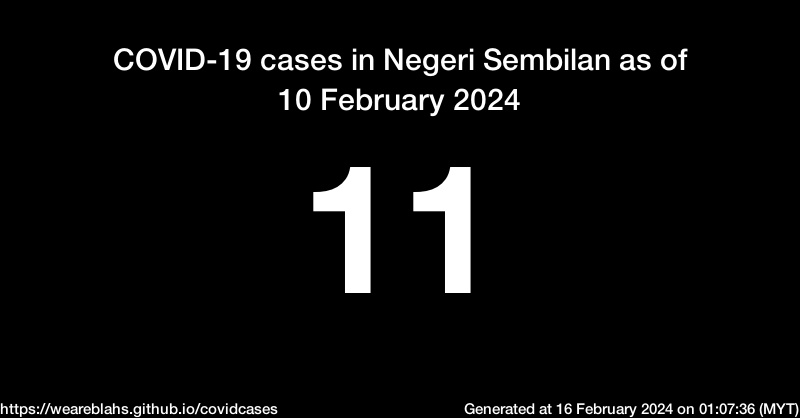 COVID-19 cases in Negeri Sembilan as of
10 February 2024
11
https://weareblahs.github.io/covidcases
Generated at 16 February 2024 on 01:07:36 (MYT)